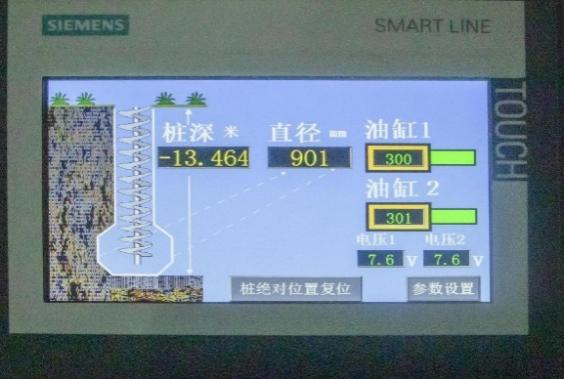 SIEMENS
SMART LINE
TOUCH
桩深 米
-13.464
直径 mm
901
油缸1
300
油缸2
301
电压1
7.6 V
电压2
7.6 V
桩绝对位置复位
参数设置